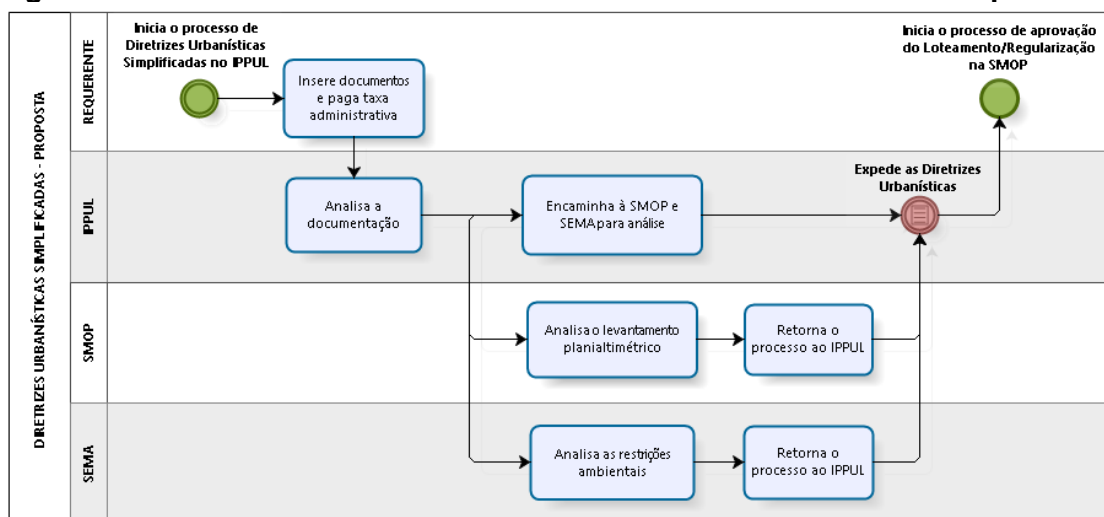 DIRETRIZES URBANÍSTICAS SIMPLIFICADAS - PROPOSTA
REQUERENTE
Inicia o processo de
Diretrizes Urbanísticas
Simplificadas no IPPUL
Insere documentos
e paga taxa
administrativa
Inicia o processo de aprovação
do Loteamento/Regularização
na SMOP
IPPUL
Analisa a
documentação
Encaminha à SMOP e
SEMA para análise
Expede as Diretrizes
Urbanísticas
SMOP
Analisa o levantamento
planialtimétrico
Retorna o
processo ao IPPUL
SEMA
Analisa as restrições
ambientais
Retorna o
processo ao IPPUL